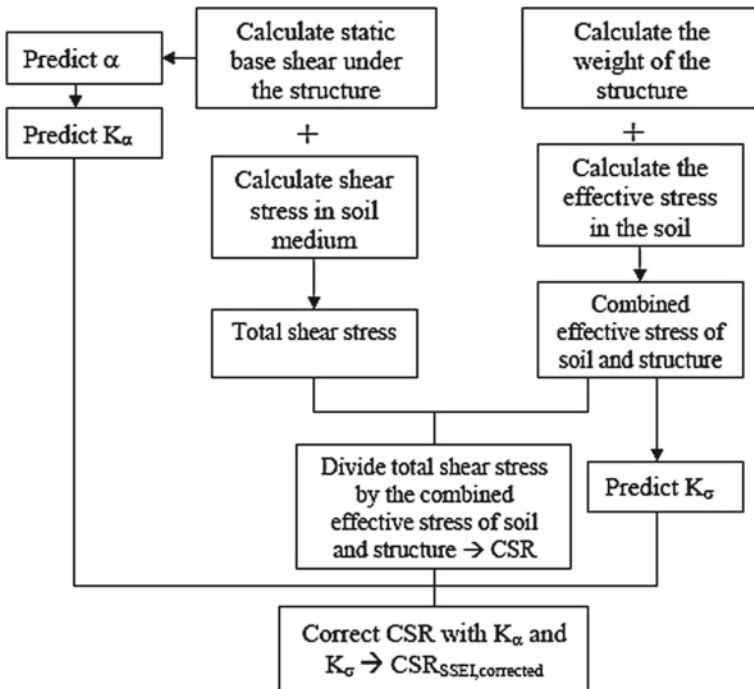 Predict α
Calculate static
base shear under
the structure
Calculate the
weight of the
structure
Predict Kα
+
+
Calculate shear
stress in soil
medium
Calculate the
effective stress
in the soil
Total shear stress
Combined
effective stress of
soil and structure
Divide total shear stress
by the combined
effective stress of soil
and structure → CSR
Predict Kσ
Correct CSR with Kα and
Kσ → CSRSSEI,corrected